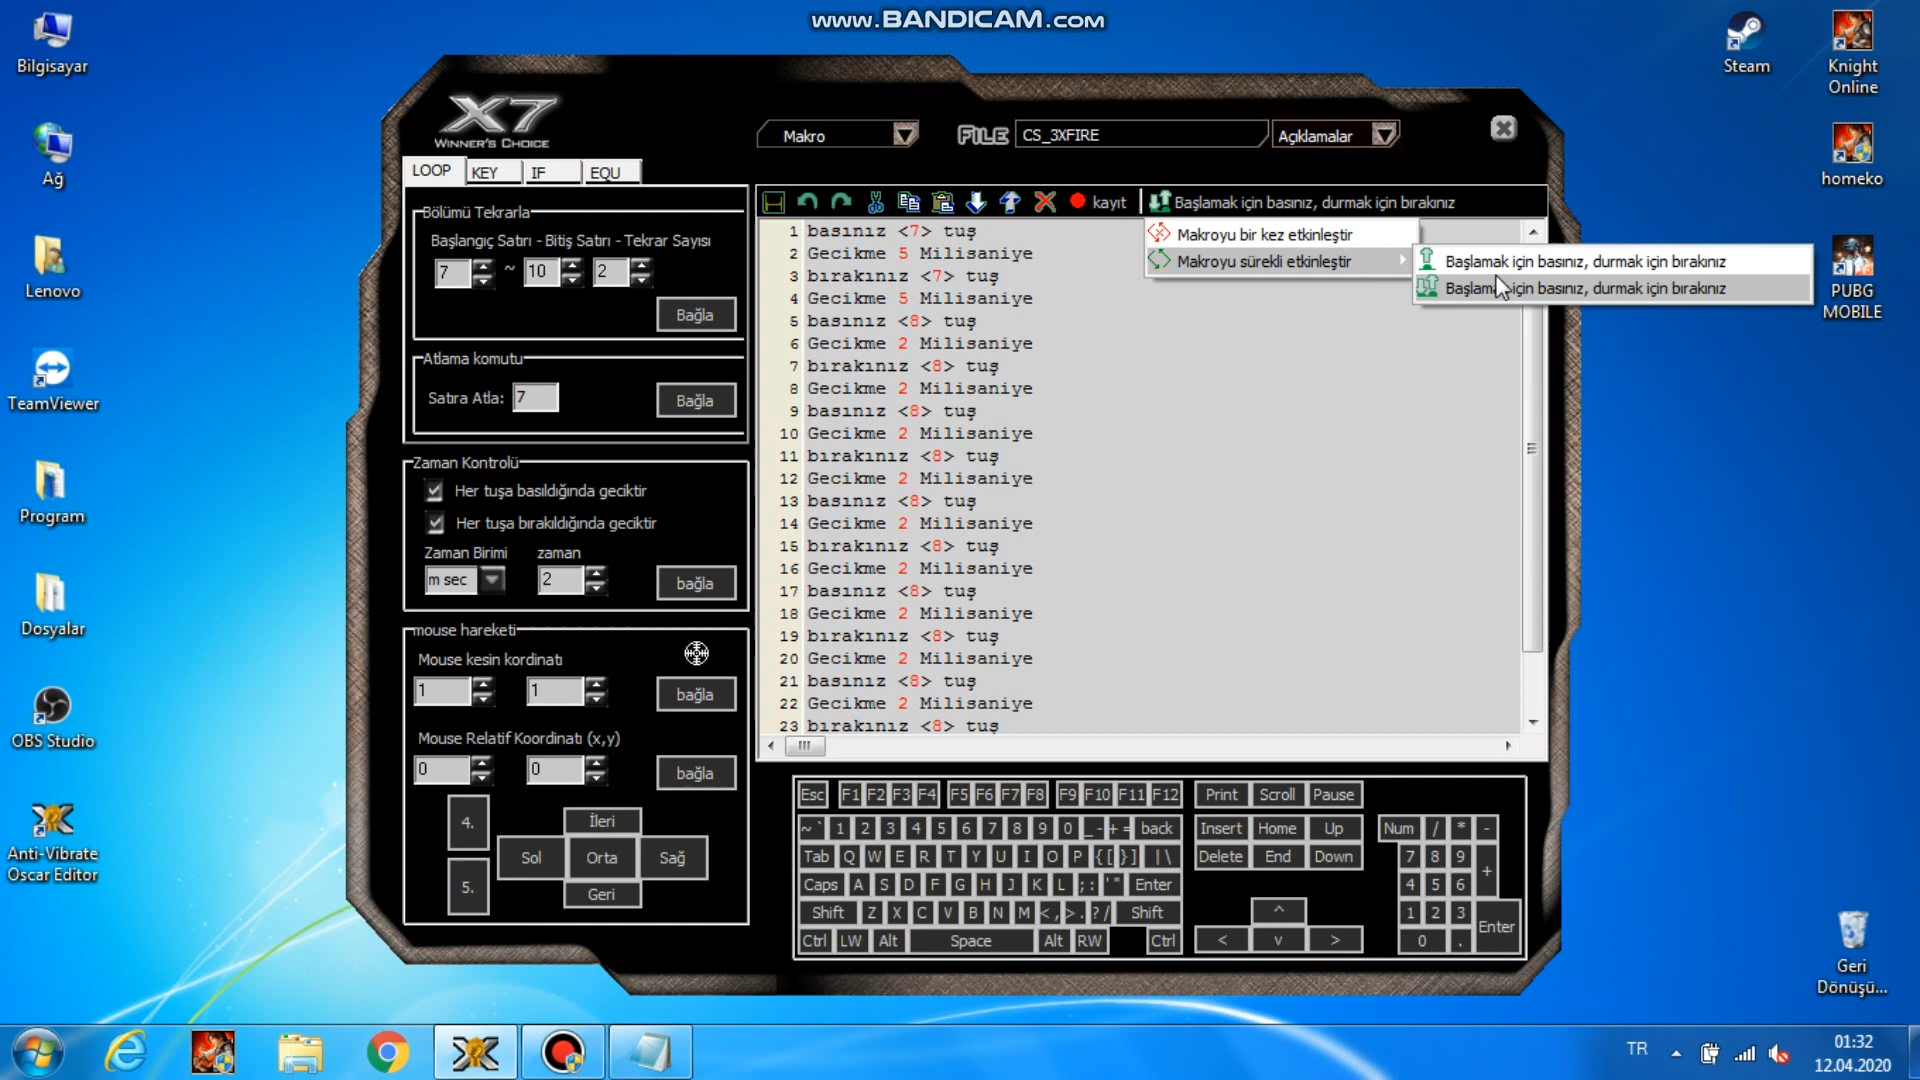 www.BANDICAM.com
Bilgisayar
Ağ
Lenovo
TeamViewer
Program
Dosyalar
OBS Studio
Anti-Vibrate
Oscar Editor
Steam
Knight
Online
homeko
PUBG
MOBILE
Geri
Dönüşü...
X7
WINNER'S CHOICE
Makro
FILE
CS_3XFIRE
Açıklamalar
LOOP
KEY
IF
EQU
Bölümü Tekrarla
Başlangıç Satırı - Bitiş Satırı - Tekrar Sayısı
7 ~ 10 2
Bağla
Atlama komutu
Satıra Atla: 7
Bağla
Zaman Kontrolü
Her tuşa basıldığında geciktir
Her tuşa bırakıldığında geciktir
Zaman Birimi zaman
m sec 2 bağla
mouse hareketi
Mouse kesin kordinatı
1 1 bağla
Mouse Relatif Koordinatı (x,y)
0 0 bağla
4.
5.
İleri
Sol Orta Sağ
Geri
kayıt
Başlamak için basınız, durmak için bırakınız
Makroyu bir kez etkinleştir
Makroyu sürekli etkinleştir
Başlamak için basınız, durmak için bırakınız
Başlamak için basınız, durmak için bırakınız
1 basınız <7> tuş
2 Gecikme 5 Milisaniye
3 bırakınız <7> tuş
4 Gecikme 5 Milisaniye
5 basınız <8> tuş
6 Gecikme 2 Milisaniye
7 bırakınız <8> tuş
8 Gecikme 2 Milisaniye
9 basınız <8> tuş
10 Gecikme 2 Milisaniye
11 bırakınız <8> tuş
12 Gecikme 2 Milisaniye
13 basınız <8> tuş
14 Gecikme 2 Milisaniye
15 bırakınız <8> tuş
16 Gecikme 2 Milisaniye
17 basınız <8> tuş
18 Gecikme 2 Milisaniye
19 bırakınız <8> tuş
20 Gecikme 2 Milisaniye
21 basınız <8> tuş
22 Gecikme 2 Milisaniye
23 bırakınız <8> tuş
Esc F1 F2 F3 F4 F5 F6 F7 F8 F9 F10 F11 F12 Print Scroll Pause
~ ` 1 2 3 4 5 6 7 8 9 0 _ - + = back Insert Home Up Num / * -
Tab Q W E R T Y U I O P { [ } ] | \ Delete End Down 7 8 9 +
Caps A S D F G H J K L ; : ' " Enter 4 5 6
Shift Z X C V B N M < , > . ? / Shift ^ 1 2 3 Enter
Ctrl LW Alt Space Alt RW Ctrl < v > 0 .
TR
01:32
12.04.2020